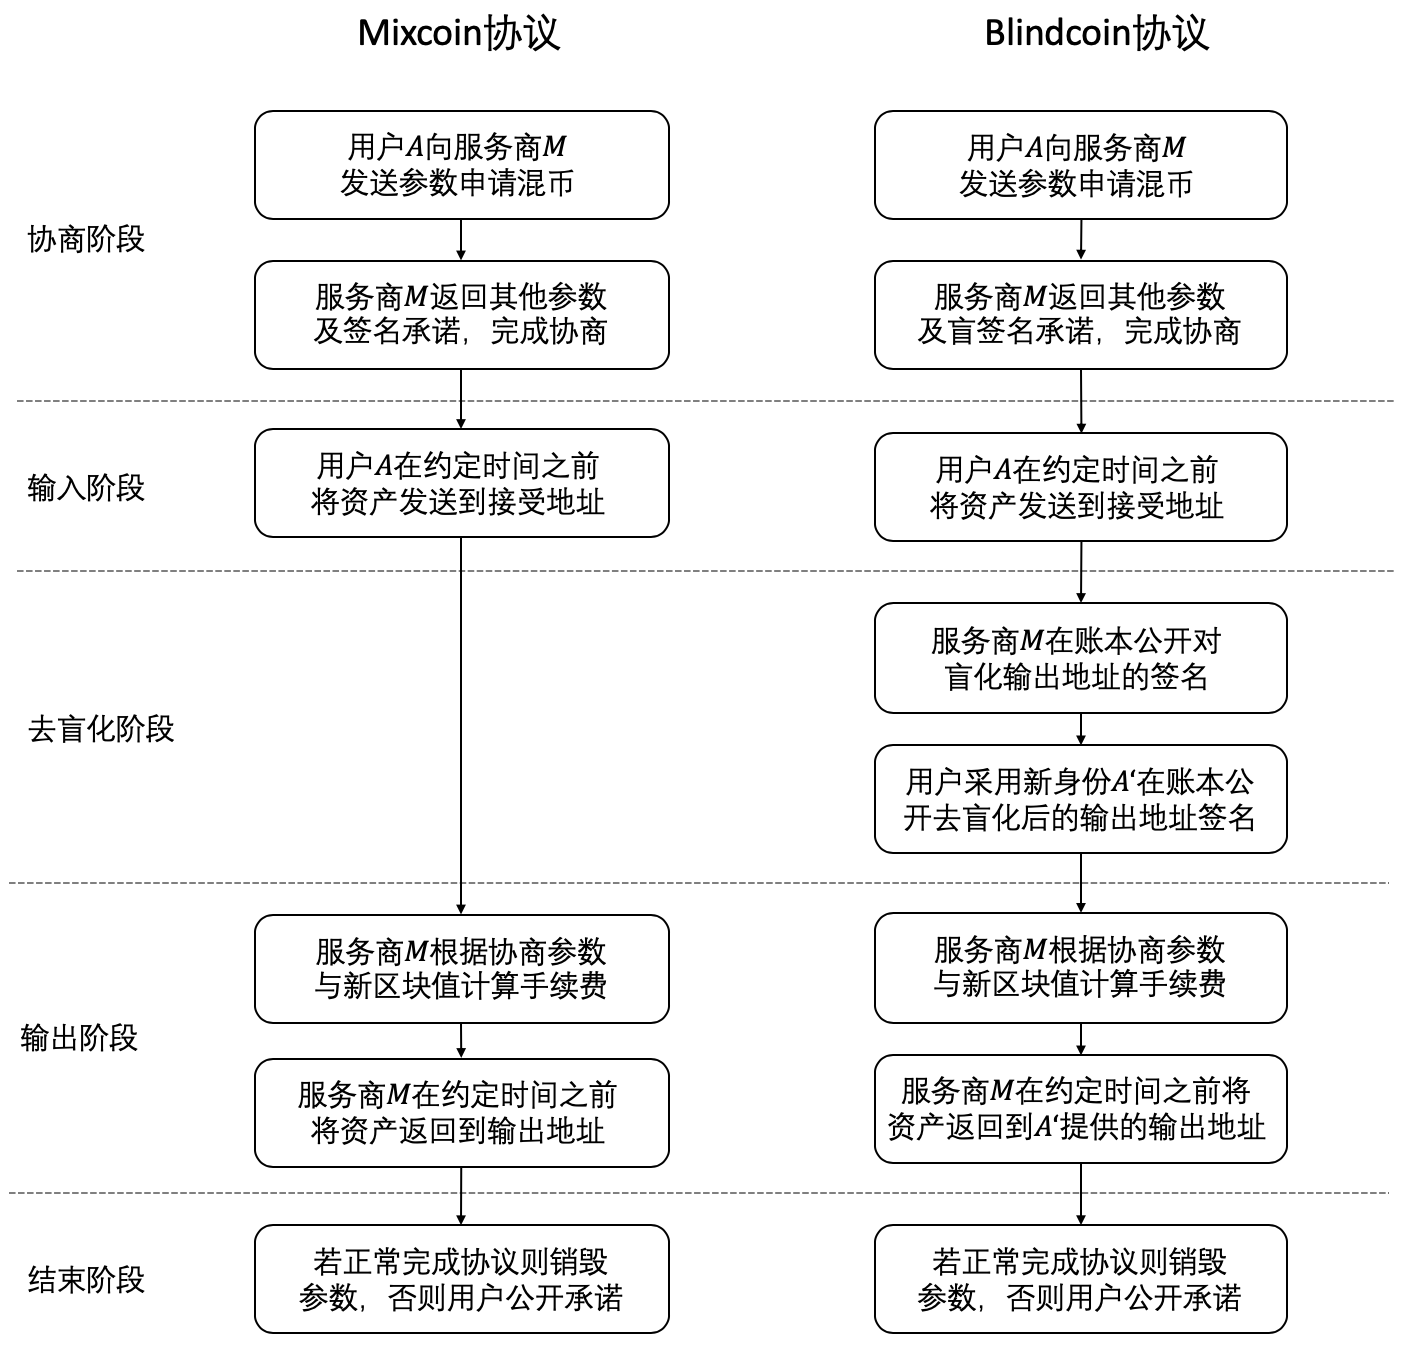 Mixcoin协议
Blindcoin协议
协商阶段
用户A向服务商M
发送参数申请混币
用户A向服务商M
发送参数申请混币
服务商M返回其他参数
及签名承诺，完成协商
服务商M返回其他参数
及盲签名承诺，完成协商
输入阶段
用户A在约定时间之前
将资产发送到接受地址
用户A在约定时间之前
将资产发送到接受地址
去盲化阶段
服务商M在账本公开对
盲化输出地址的签名
用户采用新身份A‘在账本公
开去盲化后的输出地址签名
输出阶段
服务商M根据协商参数
与新区块值计算手续费
服务商M根据协商参数
与新区块值计算手续费
服务商M在约定时间之前
将资产返回到输出地址
服务商M在约定时间之前将
资产返回到A‘提供的输出地址
结束阶段
若正常完成协议则销毁
参数，否则用户公开承诺
若正常完成协议则销毁
参数，否则用户公开承诺